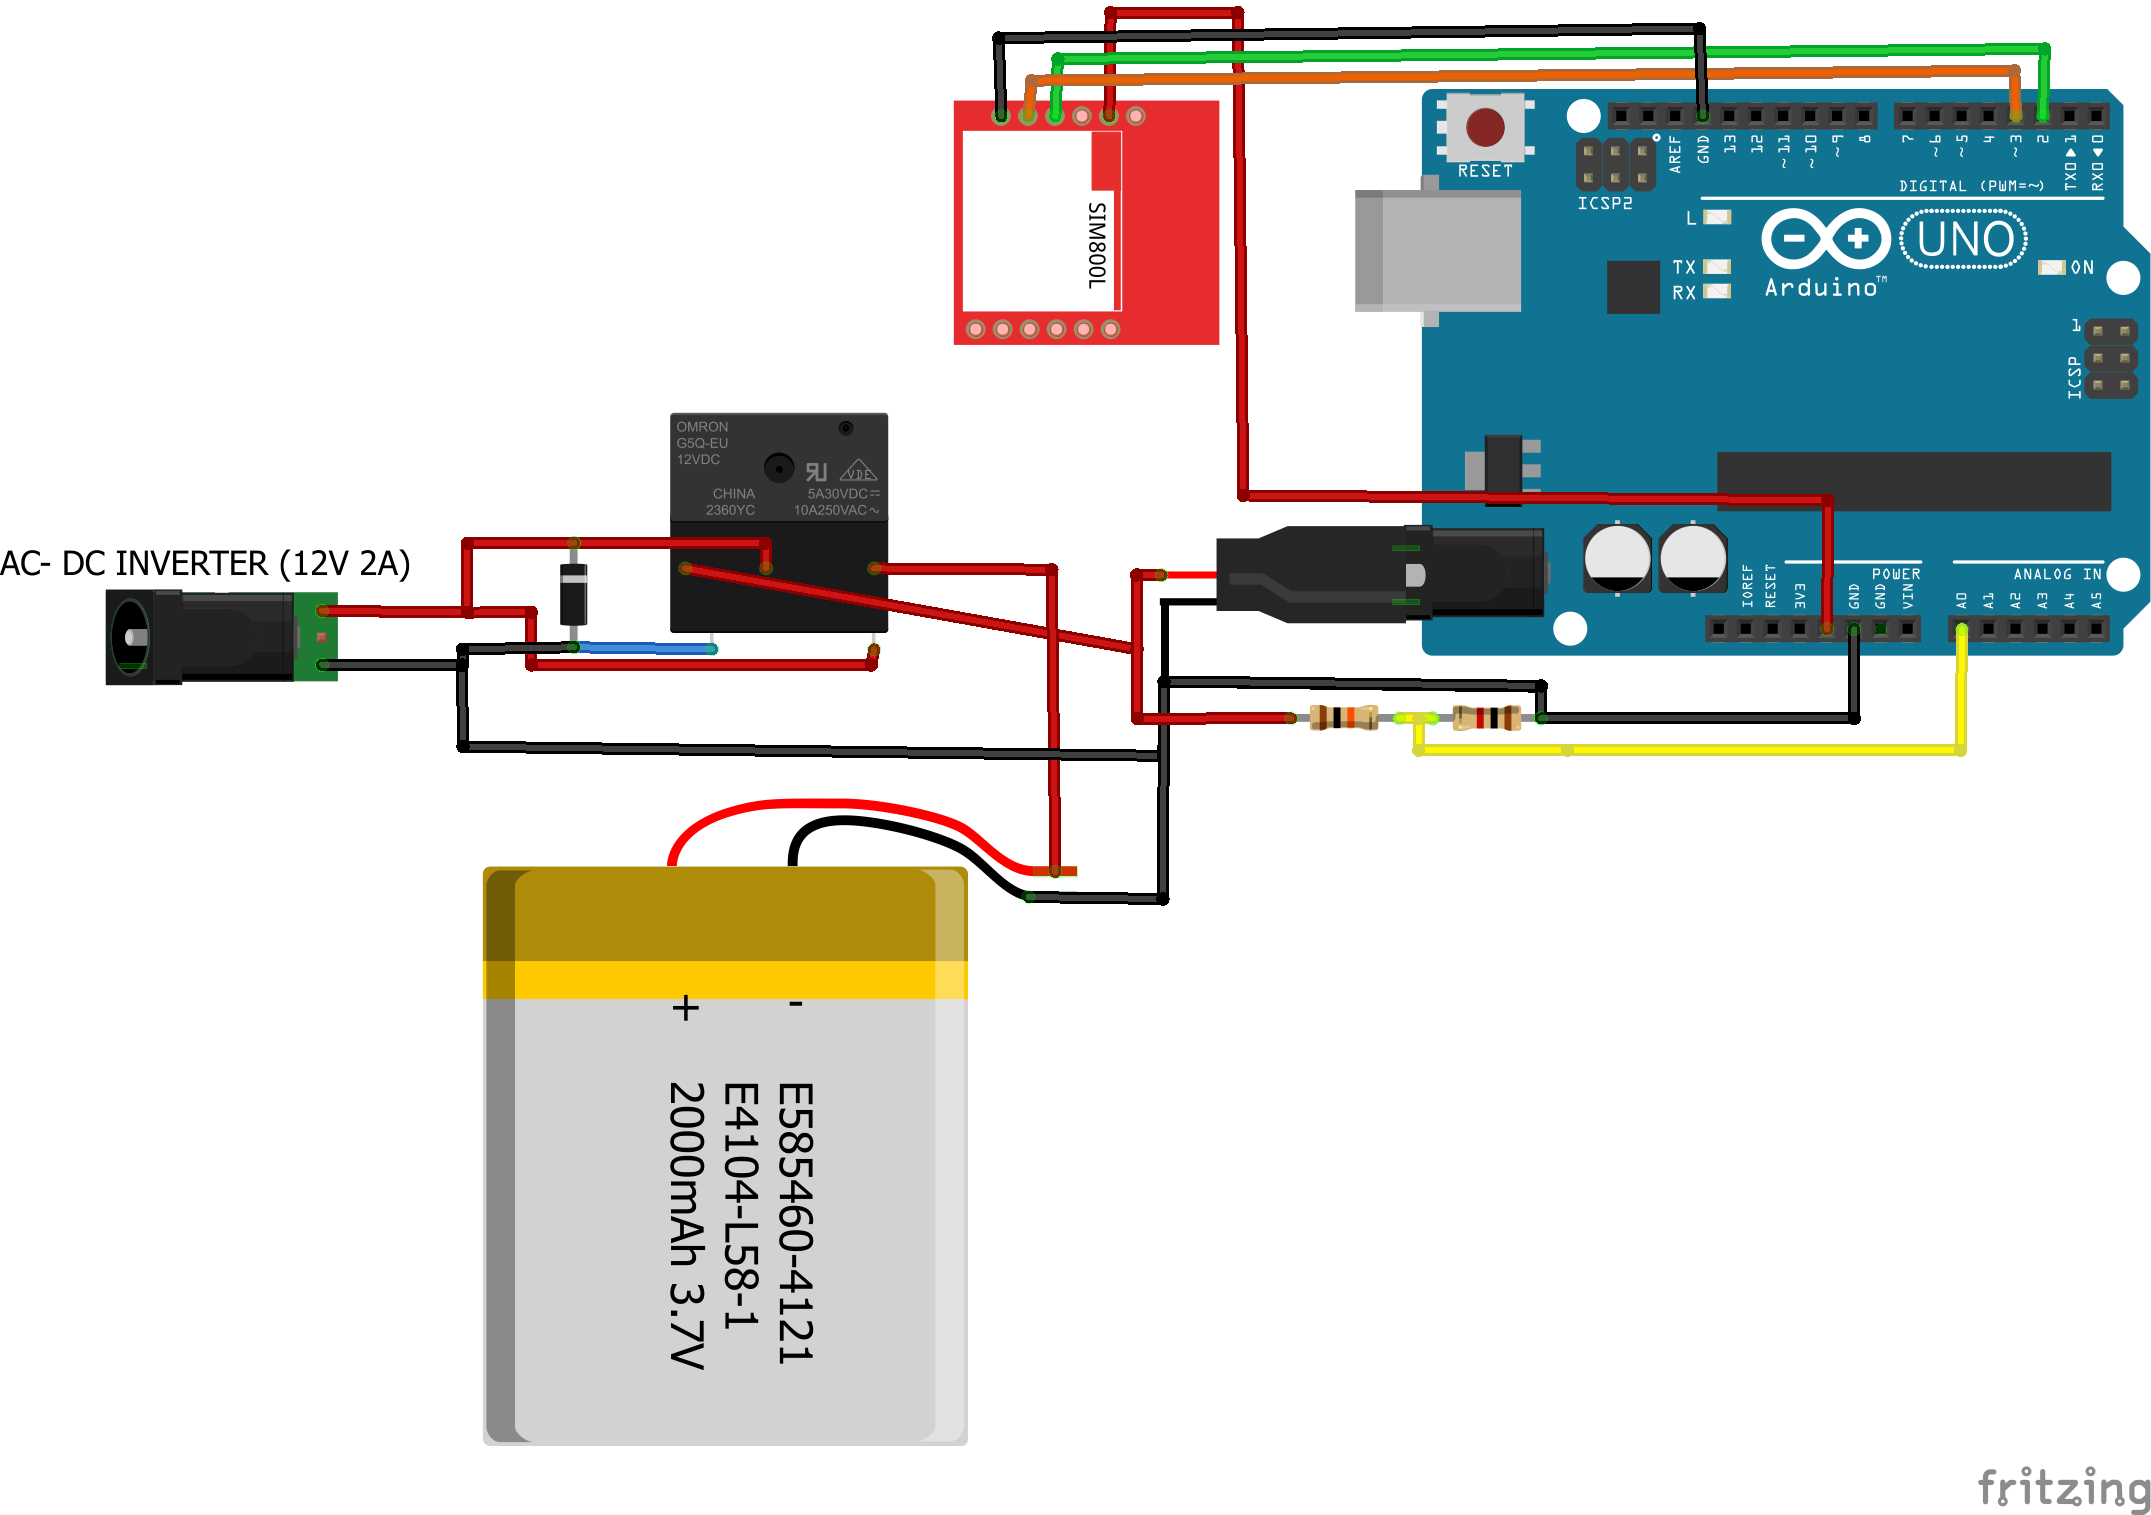 RESET
ICSP2
AREF
GND
13
12
~11
~10
~9
8
7
~6
~5
4
~3
2
TX0▶1
RX0◀0
DIGITAL (PWM=~)
L
TX
RX
UNO
Arduino™
ON
1
ICSP
SIM800L
OMRON
G5Q-EU
12VDC
VDE
CHINA
2360YC
5A30VDC
10A250VAC~
AC- DC INVERTER (12V 2A)
IOREF
RESET
3V3
GND
GND
VIN
POWER
ANALOG IN
A0
A1
A2
A3
A4
A5
+ -
E585460-4121
E4104-L58-1
2000mAh 3.7V
fritzing